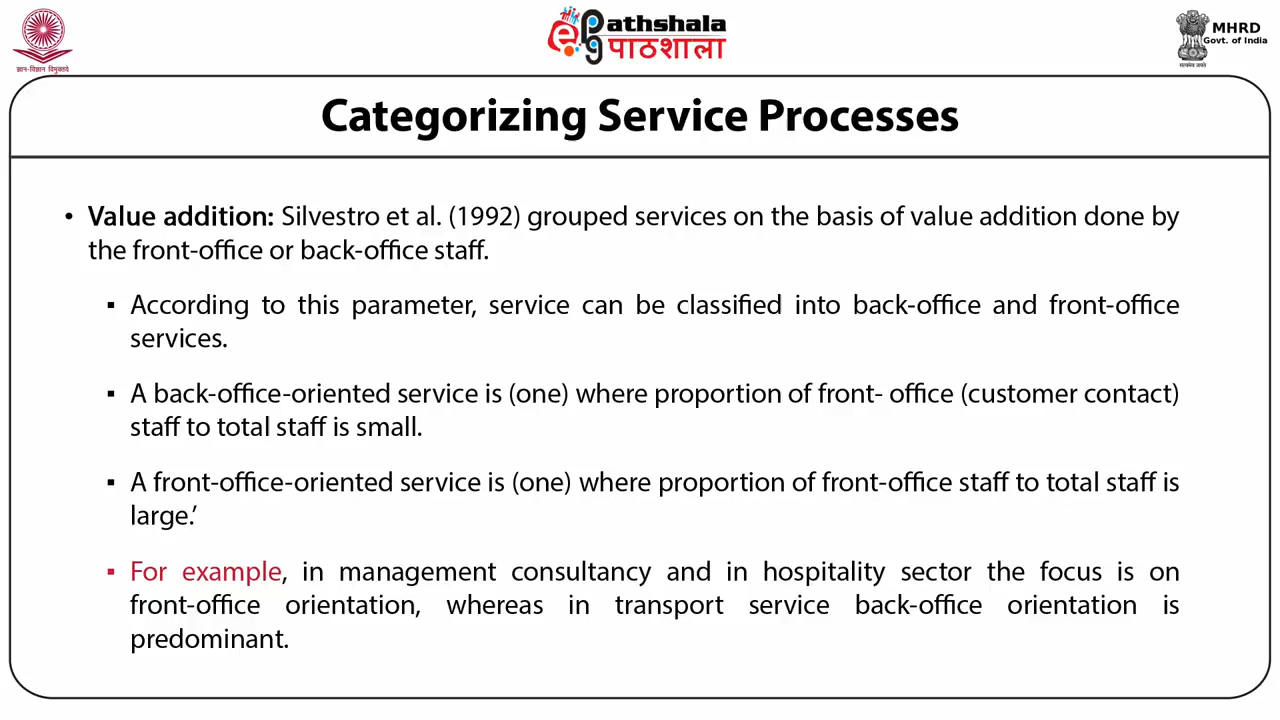 ज्ञान-विज्ञान विमुक्तये
ePathshala
पाठशाला
सत्यमेव जयते
MHRD
Govt. of India
Categorizing Service Processes
• Value addition: Silvestro et al. (1992) grouped services on the basis of value addition done by
the front-office or back-office staff.
▪ According to this parameter, service can be classified into back-office and front-office
services.
▪ A back-office-oriented service is (one) where proportion of front- office (customer contact)
staff to total staff is small.
▪ A front-office-oriented service is (one) where proportion of front-office staff to total staff is
large.’
▪ For example, in management consultancy and in hospitality sector the focus is on
front-office orientation, whereas in transport service back-office orientation is
predominant.